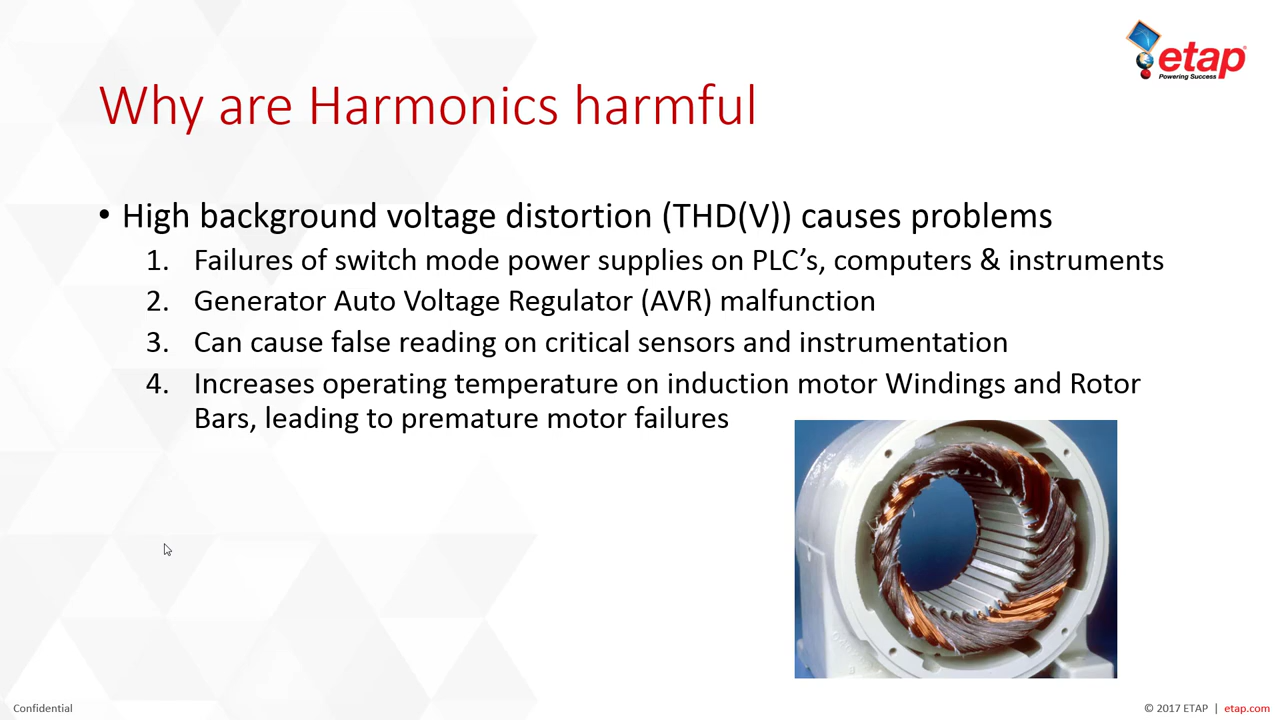 etap
Powering Success
Why are Harmonics harmful
• High background voltage distortion (THD(V)) causes problems
1. Failures of switch mode power supplies on PLC’s, computers & instruments
2. Generator Auto Voltage Regulator (AVR) malfunction
3. Can cause false reading on critical sensors and instrumentation
4. Increases operating temperature on induction motor Windings and Rotor
Bars, leading to premature motor failures
Confidential
© 2017 ETAP | etap.com